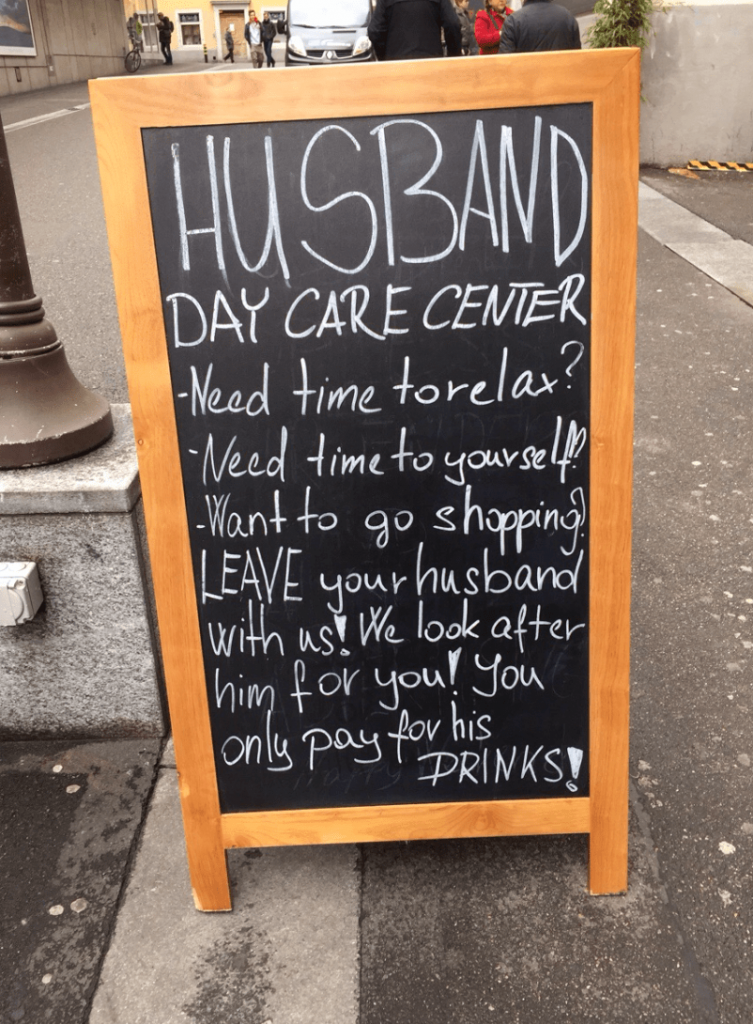 HUSBAND
DAY CARE CENTER
-Need time to relax?
-Need time to yourself?
-Want to go shopping?
LEAVE your husband
with us! We look after
him for you! You
only pay for his
DRINKS!